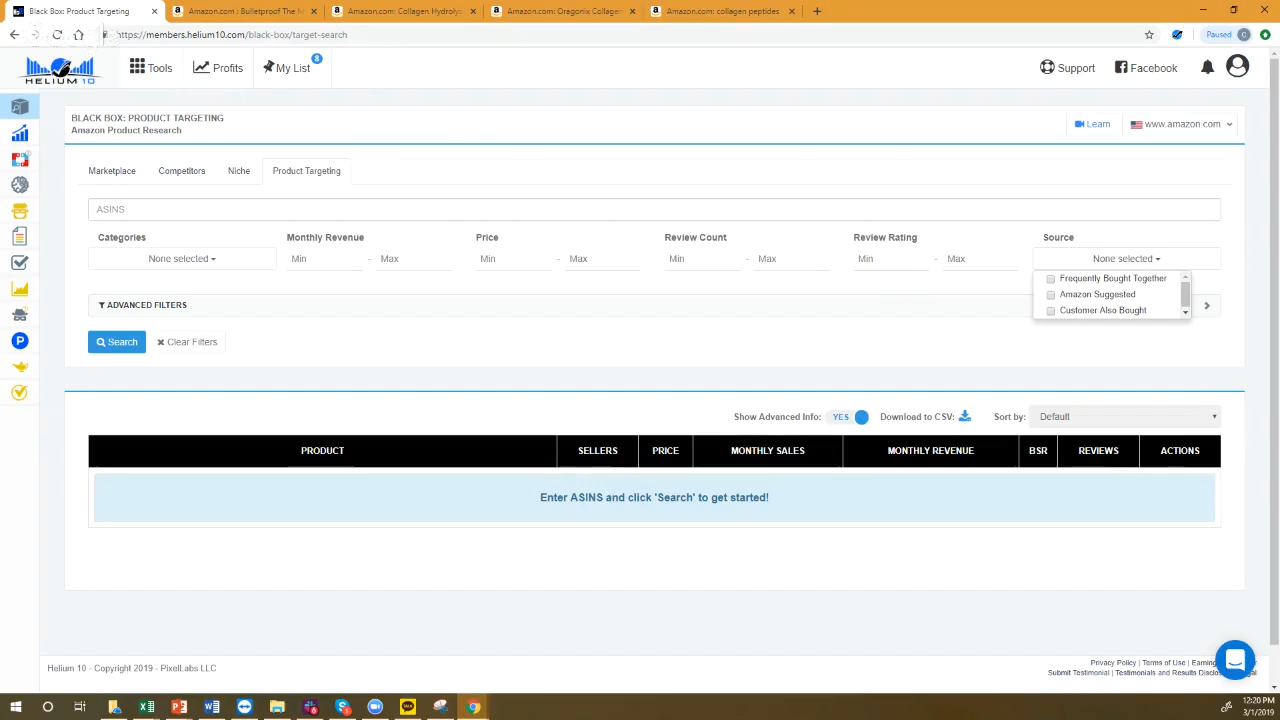 Black Box: Product Targeting
Amazon.com : Bulletproof The M
Amazon.com: Collagen Hydrolys
Amazon.com: Oragonix Collagen
Amazon.com: collagen peptides
https://members.helium10.com/black-box/target-search
Paused
HELIUM 10
Tools
Profits
My List
8
Support
Facebook
BLACK BOX: PRODUCT TARGETING
Amazon Product Research
Learn
www.amazon.com
Marketplace
Competitors
Niche
Product Targeting
ASINS
Categories
Monthly Revenue
Price
Review Count
Review Rating
Source
None selected
Min - Max
Min - Max
Min - Max
Min - Max
None selected
Frequently Bought Together
Amazon Suggested
Customer Also Bought
ADVANCED FILTERS
Search
Clear Filters
Show Advanced Info: YES
Download to CSV:
Sort by: Default
PRODUCT
SELLERS
PRICE
MONTHLY SALES
MONTHLY REVENUE
BSR
REVIEWS
ACTIONS
Enter ASINS and click 'Search' to get started!
Helium 10 - Copyright 2019 - PixelLabs LLC
Privacy Policy | Terms of Use | Earning
Submit Testimonial | Testimonials and Results Disclo
12:20 PM
3/1/2019